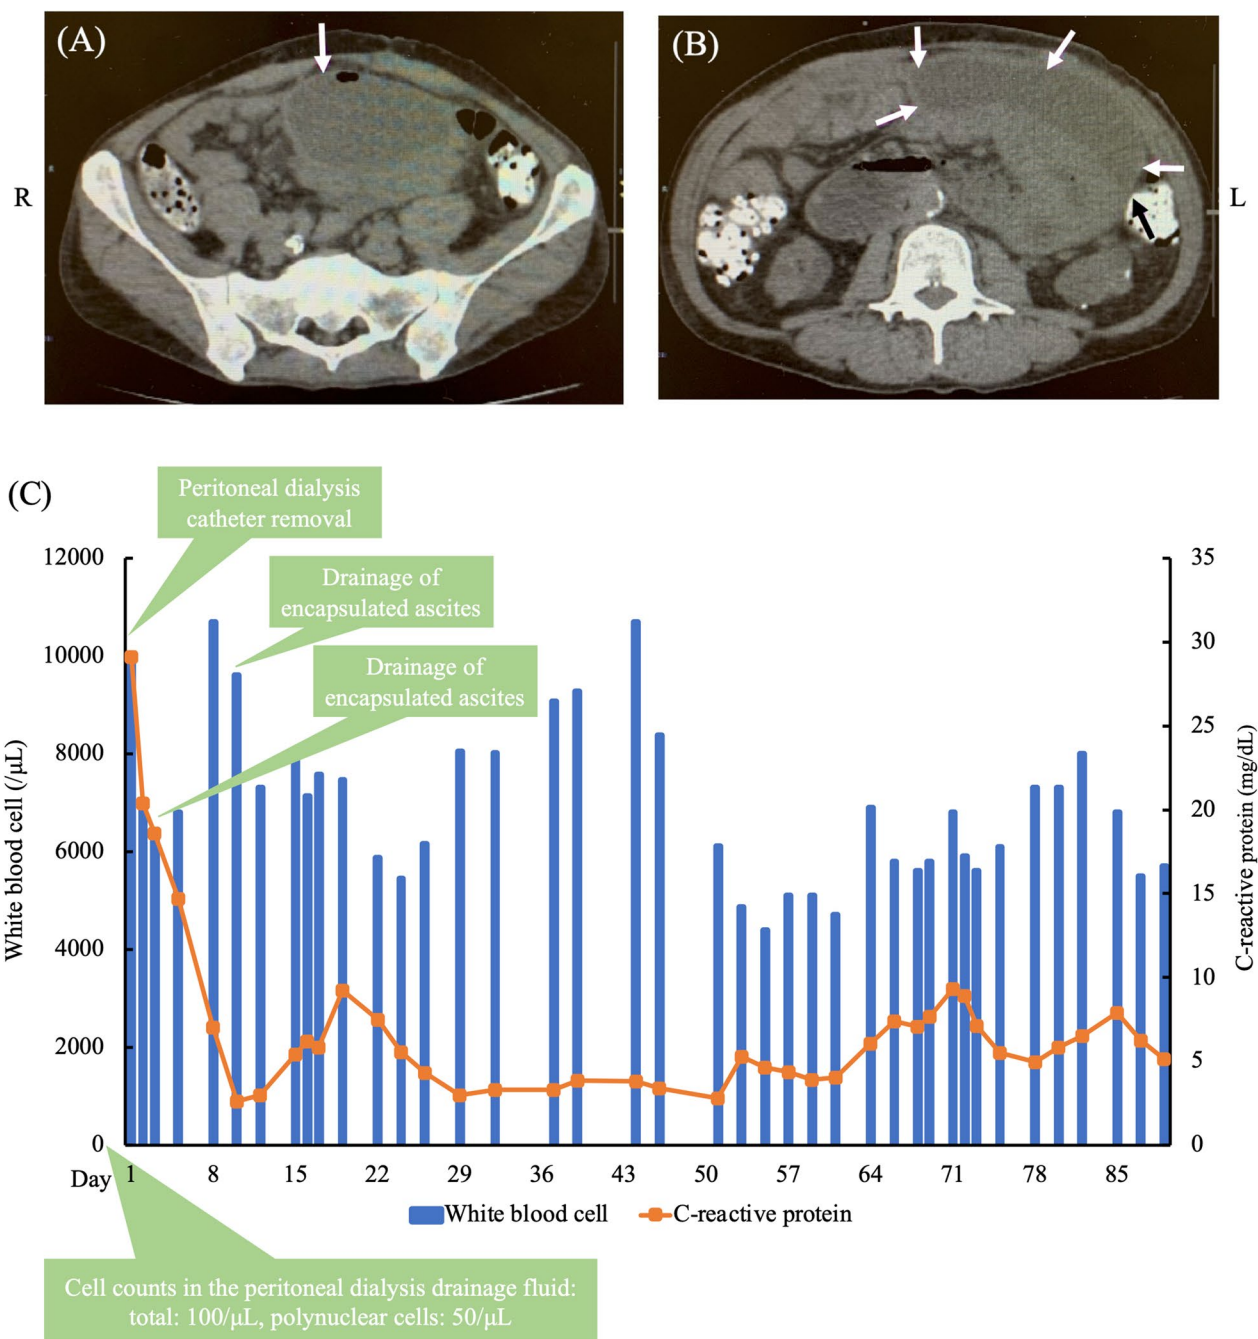 (A)
(B)
R
L
(C)
Peritoneal dialysis
catheter removal
Drainage of
encapsulated ascites
Drainage of
encapsulated ascites
12000
10000
8000
6000
4000
2000
0
White blood cell (/μL)
35
30
25
20
15
10
5
0
C-reactive protein (mg/dL)
Day
1
8
15
22
29
36
43
50
57
64
71
78
85
White blood cell
C-reactive protein
Cell counts in the peritoneal dialysis drainage fluid:
total: 100/μL, polynuclear cells: 50/μL